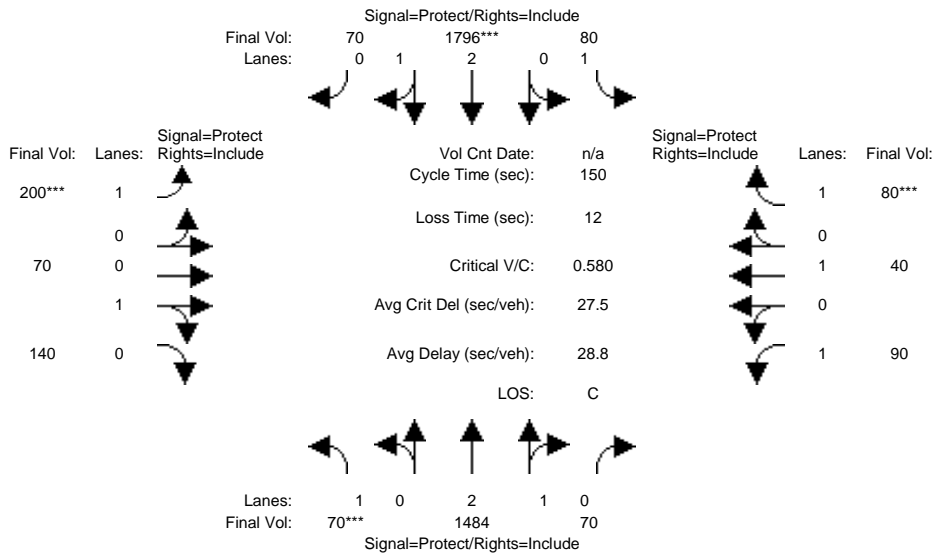 Signal=Protect/Rights=Include
Final Vol: 70 1796*** 80
Lanes: 0 1 2 0 1
Signal=Protect
Final Vol: Lanes: Rights=Include
Vol Cnt Date: n/a
Signal=Protect
Rights=Include Lanes: Final Vol:
Cycle Time (sec): 150
200*** 1
1 80***
Loss Time (sec): 12
0
0
70 0
Critical V/C: 0.580
1 40
1
Avg Crit Del (sec/veh): 27.5
0
140 0
Avg Delay (sec/veh): 28.8
1 90
LOS: C
Lanes: 1 0 2 1 0
Final Vol: 70*** 1484 70
Signal=Protect/Rights=Include